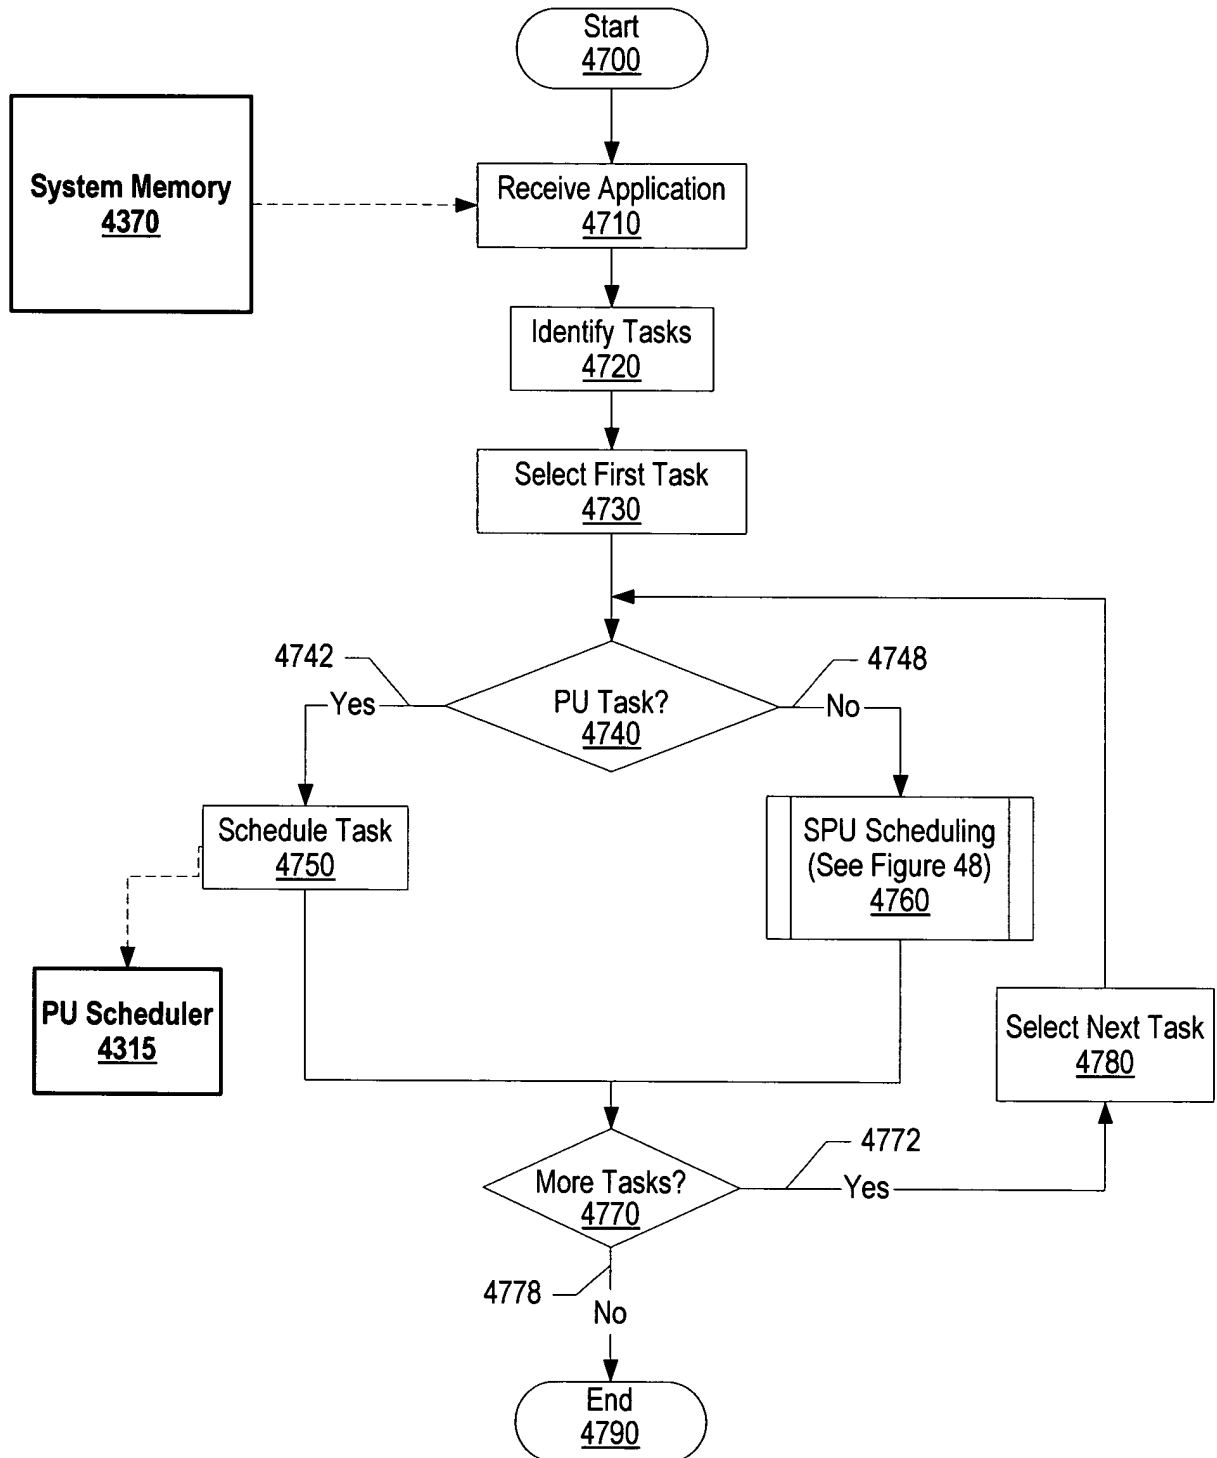 Start
4700
System Memory
4370
Receive Application
4710
Identify Tasks
4720
Select First Task
4730
4742
4748
Yes
PU Task?
4740
No
Schedule Task
4750
SPU Scheduling
(See Figure 48)
4760
PU Scheduler
4315
Select Next Task
4780
More Tasks?
4770
4772
Yes
4778
No
End
4790